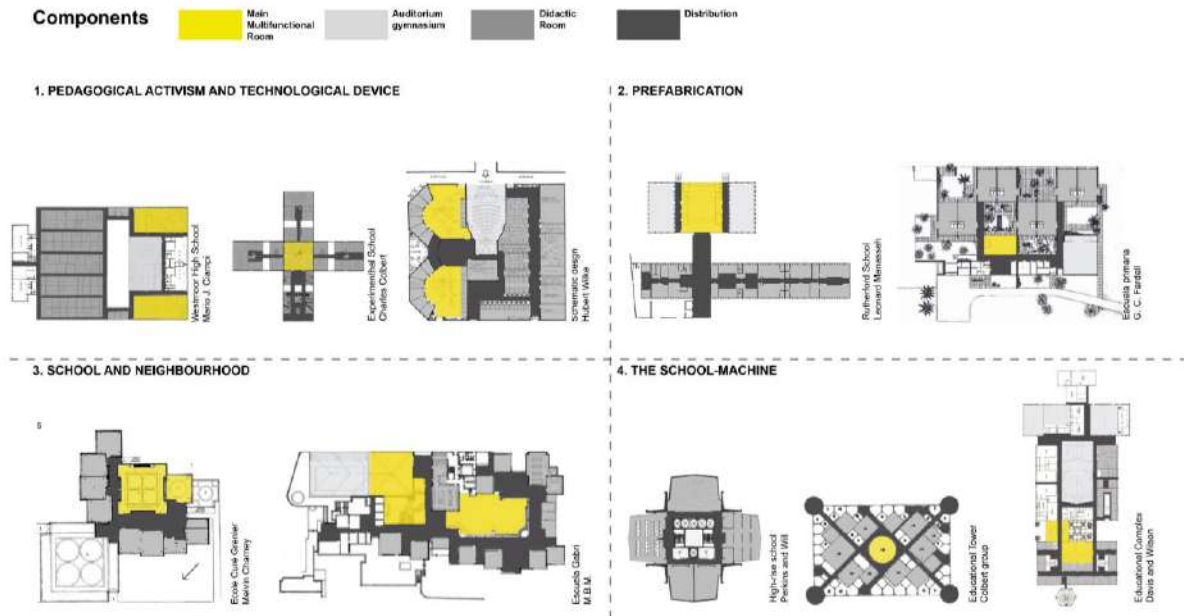 Components
Main
Multifunctional
Room
Auditorium
gymnasium
Didactic
Room
Distribution
1. PEDAGOGICAL ACTIVISM AND TECHNOLOGICAL DEVICE
2. PREFABRICATION
Westmoor High School
Mario J. Ciampi
Experimenthal School
Charles Colbert
Schematic design
Hubert Wilke
Rutherford School
Leonard Manasseh
Escuela primaria
G. C. Fardell
3. SCHOOL AND NEIGHBOURHOOD
4. THE SCHOOL-MACHINE
Ecole Curé Grenier
Melvin Charney
Escuela Gabri
M.B.M.
High-rise school
Perkins and Will
Educational Tower
Colbert group
Educational Complex
Davis and Wilson